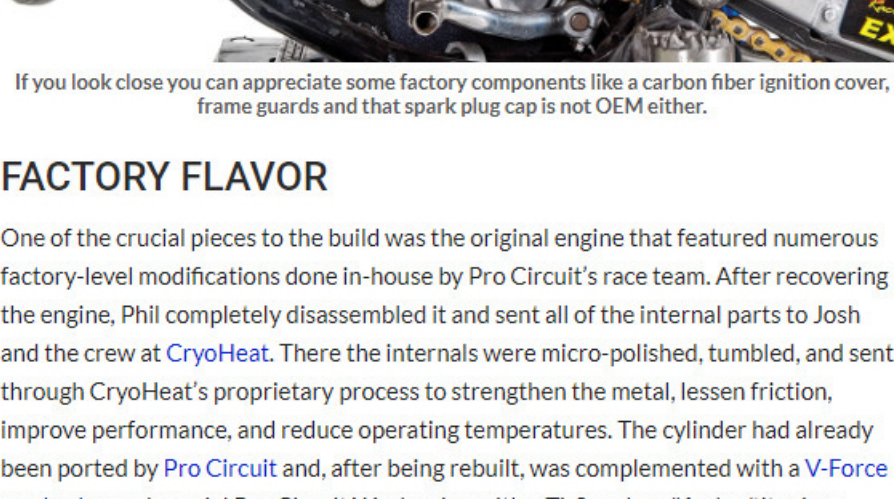 EX
If you look close you can appreciate some factory components like a carbon fiber ignition cover,
frame guards and that spark plug cap is not OEM either.
FACTORY FLAVOR
One of the crucial pieces to the build was the original engine that featured numerous
factory-level modifications done in-house by Pro Circuit’s race team. After recovering
the engine, Phil completely disassembled it and sent all of the internal parts to Josh
and the crew at CryoHeat. There the internals were micro-polished, tumbled, and sent
through CryoHeat’s proprietary process to strengthen the metal, lessen friction,
improve performance, and reduce operating temperatures. The cylinder had already
been ported by Pro Circuit and, after being rebuilt, was complemented with a V-Force